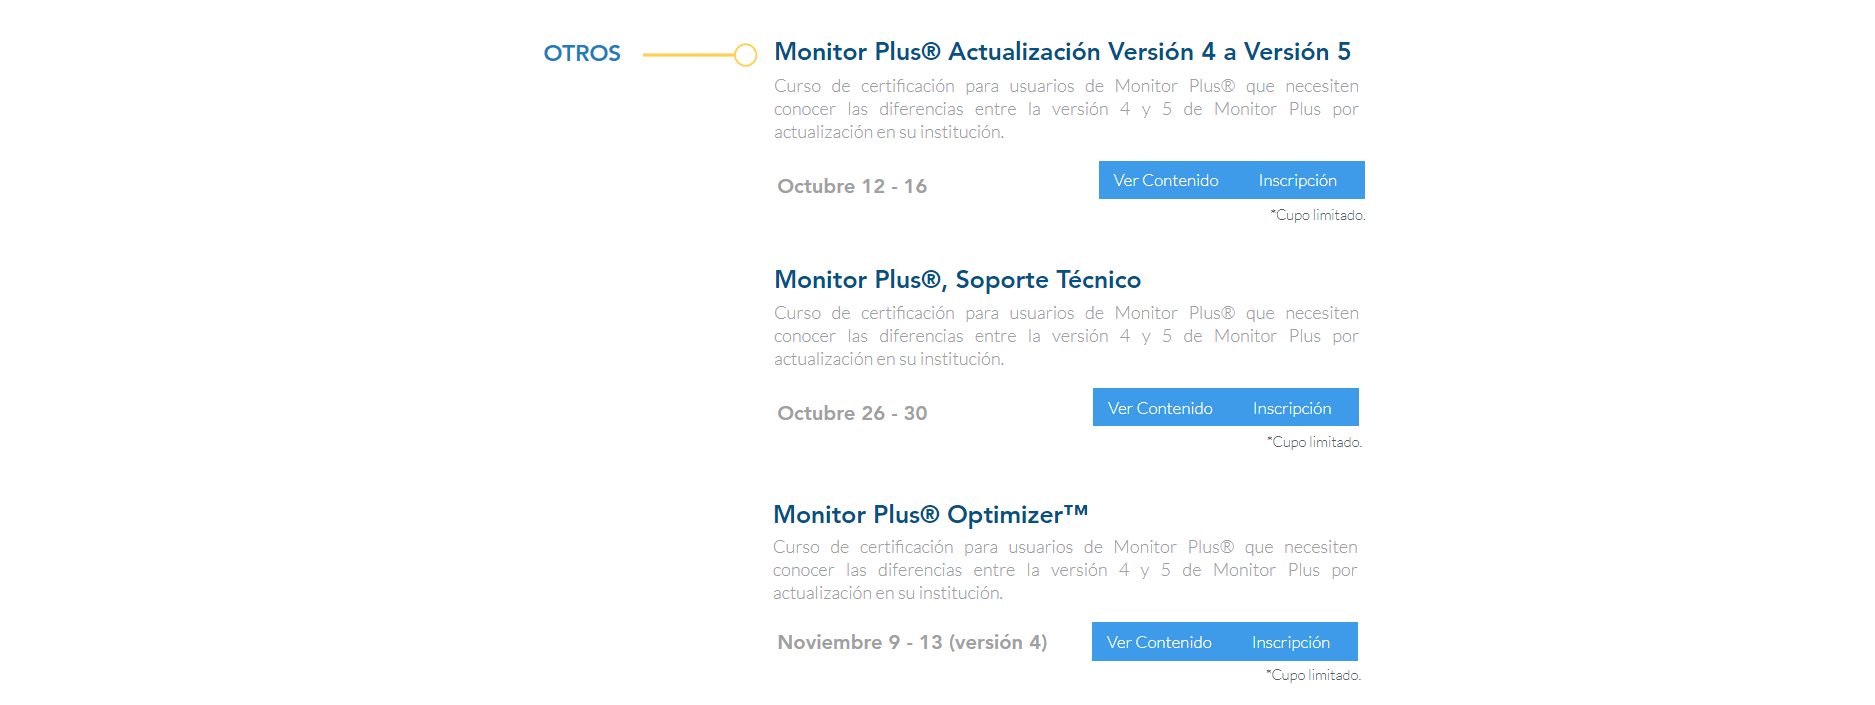 OTROS
Monitor Plus® Actualización Versión 4 a Versión 5
Curso de certificación para usuarios de Monitor Plus® que necesiten
conocer las diferencias entre la versión 4 y 5 de Monitor Plus por
actualización en su institución.
Octubre 12 - 16
Ver Contenido Inscripción
*Cupo limitado.
Monitor Plus®, Soporte Técnico
Curso de certificación para usuarios de Monitor Plus® que necesiten
conocer las diferencias entre la versión 4 y 5 de Monitor Plus por
actualización en su institución.
Octubre 26 - 30
Ver Contenido Inscripción
*Cupo limitado.
Monitor Plus® Optimizer™
Curso de certificación para usuarios de Monitor Plus® que necesiten
conocer las diferencias entre la versión 4 y 5 de Monitor Plus por
actualización en su institución.
Noviembre 9 - 13 (versión 4)
Ver Contenido Inscripción
*Cupo limitado.